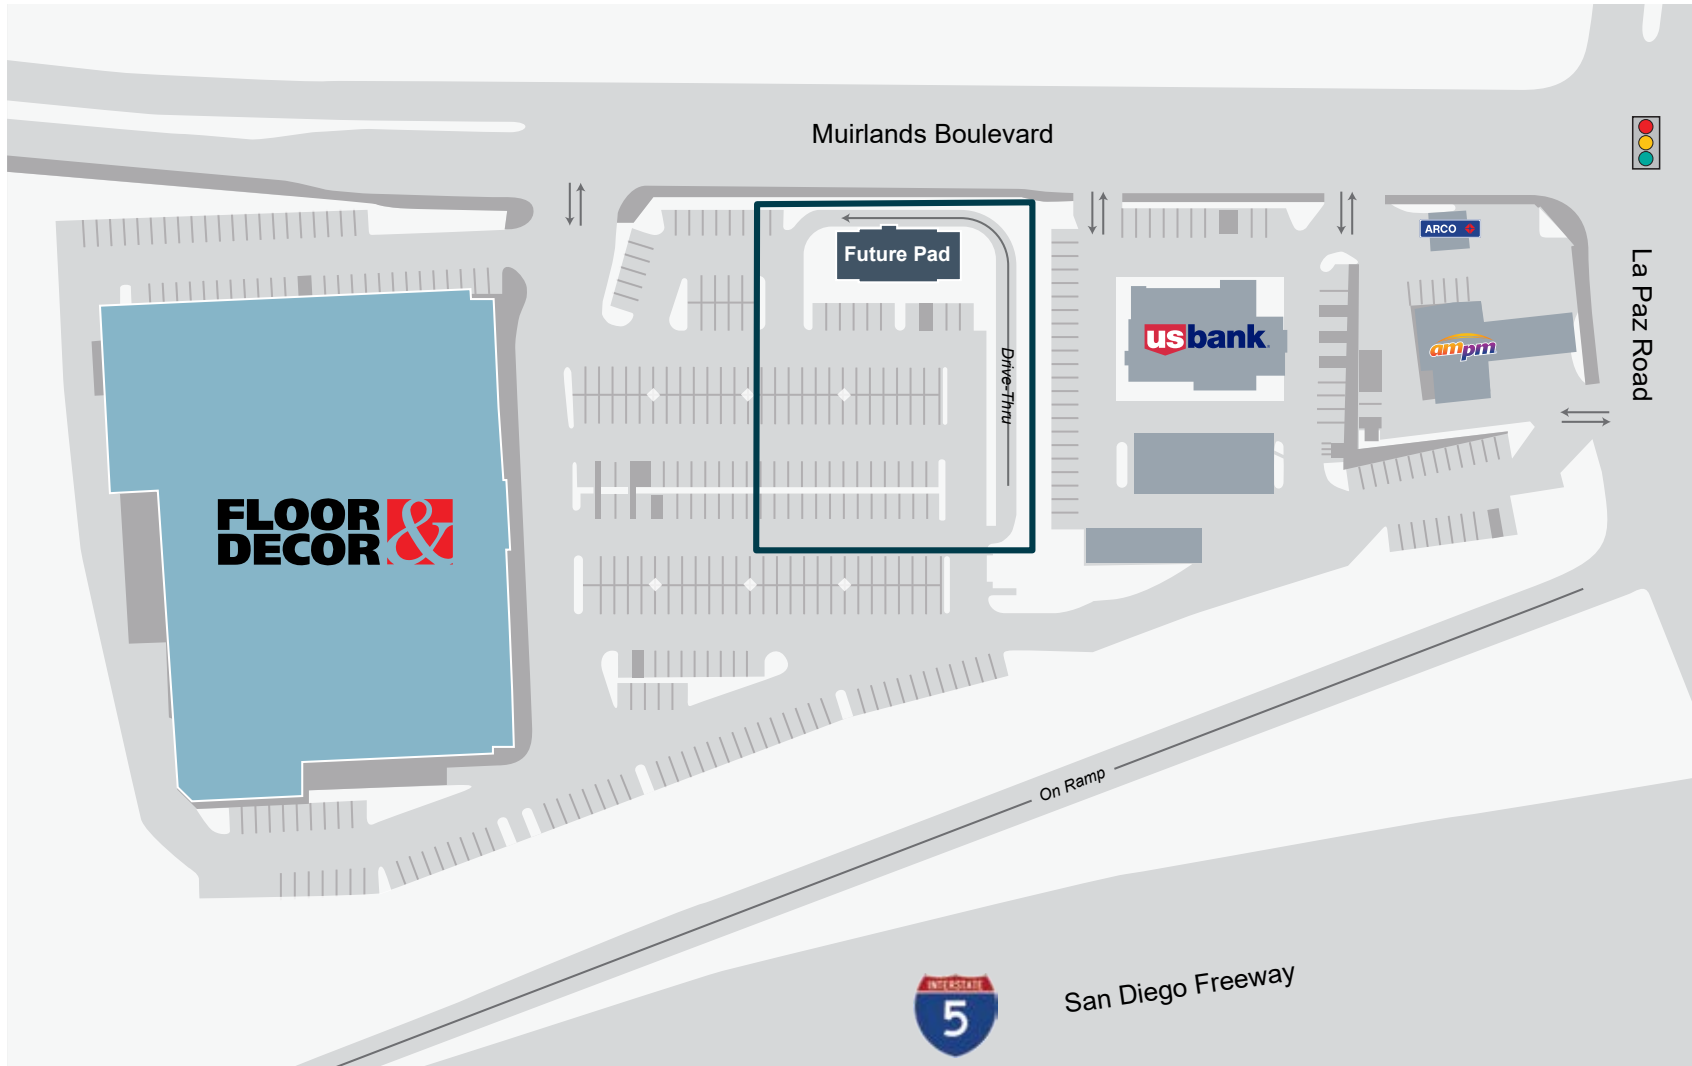 Muirlands Boulevard
ARCO
Future Pad
La Paz Road
usbank
ampm
Drive-Thru
FLOOR &
DECOR
On Ramp
INTERSTATE
5
San Diego Freeway